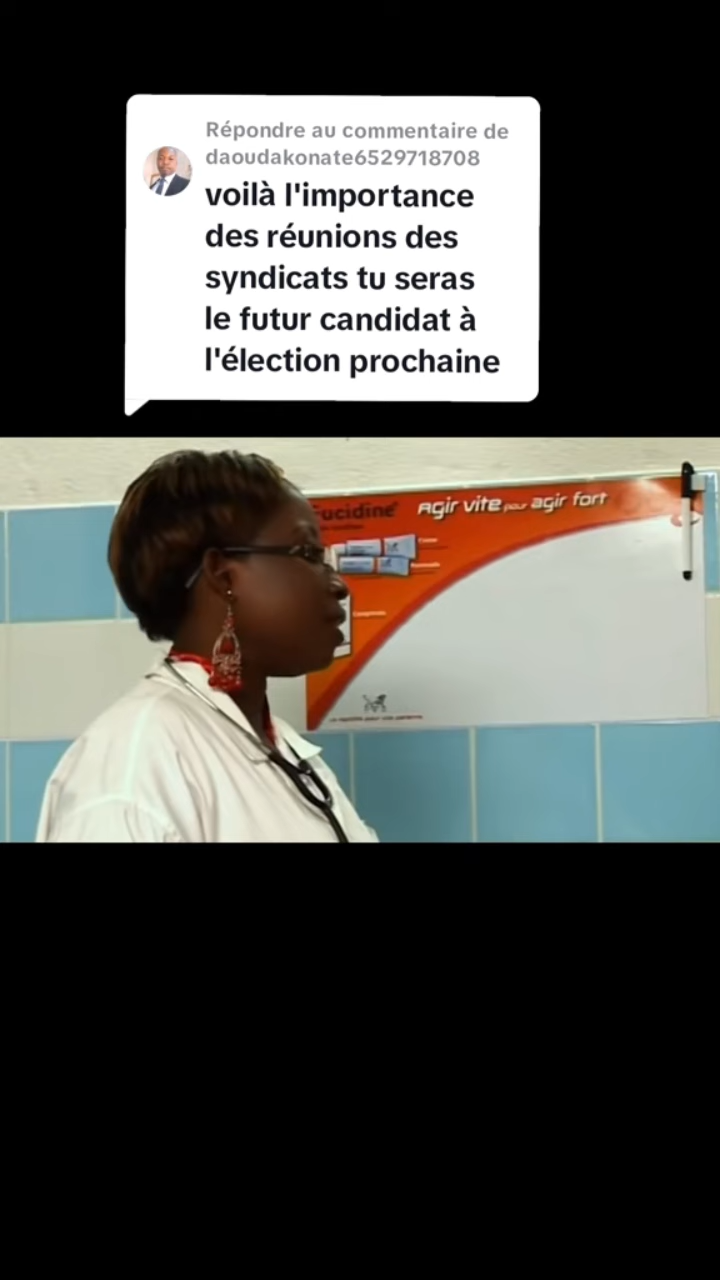 Répondre au commentaire de
daoudakonate6529718708
voilà l'importance
des réunions des
syndicats tu seras
le futur candidat à
l'élection prochaine
ucidine
Agir vite pour agir fort